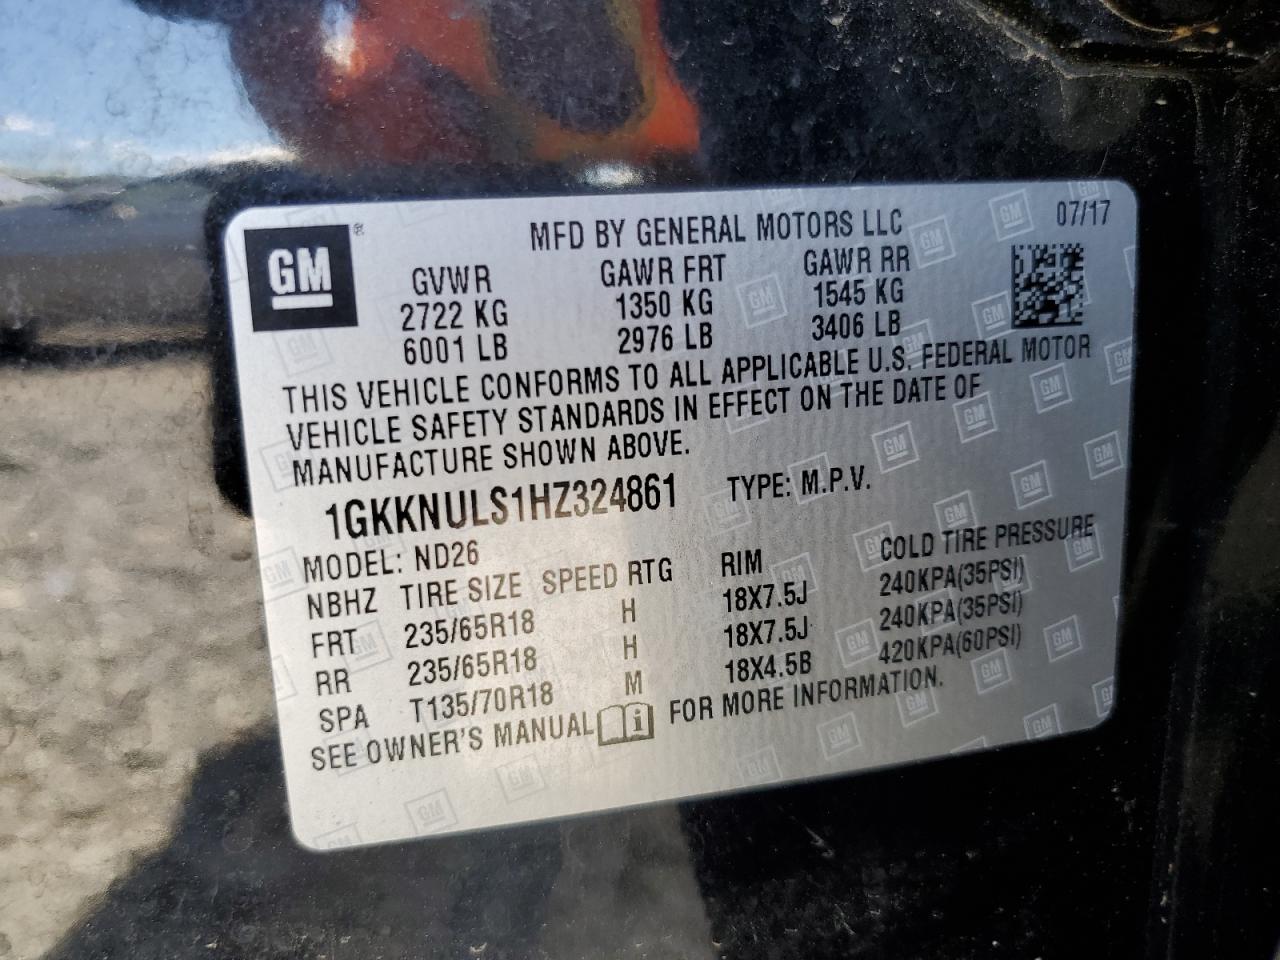 GM ®
MFD BY GENERAL MOTORS LLC 07/17
GVWR GAWR FRT GAWR RR
2722 KG 1350 KG 1545 KG
6001 LB 2976 LB 3406 LB
THIS VEHICLE CONFORMS TO ALL APPLICABLE U.S. FEDERAL MOTOR
VEHICLE SAFETY STANDARDS IN EFFECT ON THE DATE OF
MANUFACTURE SHOWN ABOVE.
1GKKNULS1HZ324861 TYPE: M.P.V.
MODEL: ND26
NBHZ TIRE SIZE SPEED RTG RIM COLD TIRE PRESSURE
FRT 235/65R18 H 18X7.5J 240KPA(35PSI)
RR 235/65R18 H 18X7.5J 240KPA(35PSI)
SPA T135/70R18 M 18X4.5B 420KPA(60PSI)
SEE OWNER'S MANUAL i FOR MORE INFORMATION.